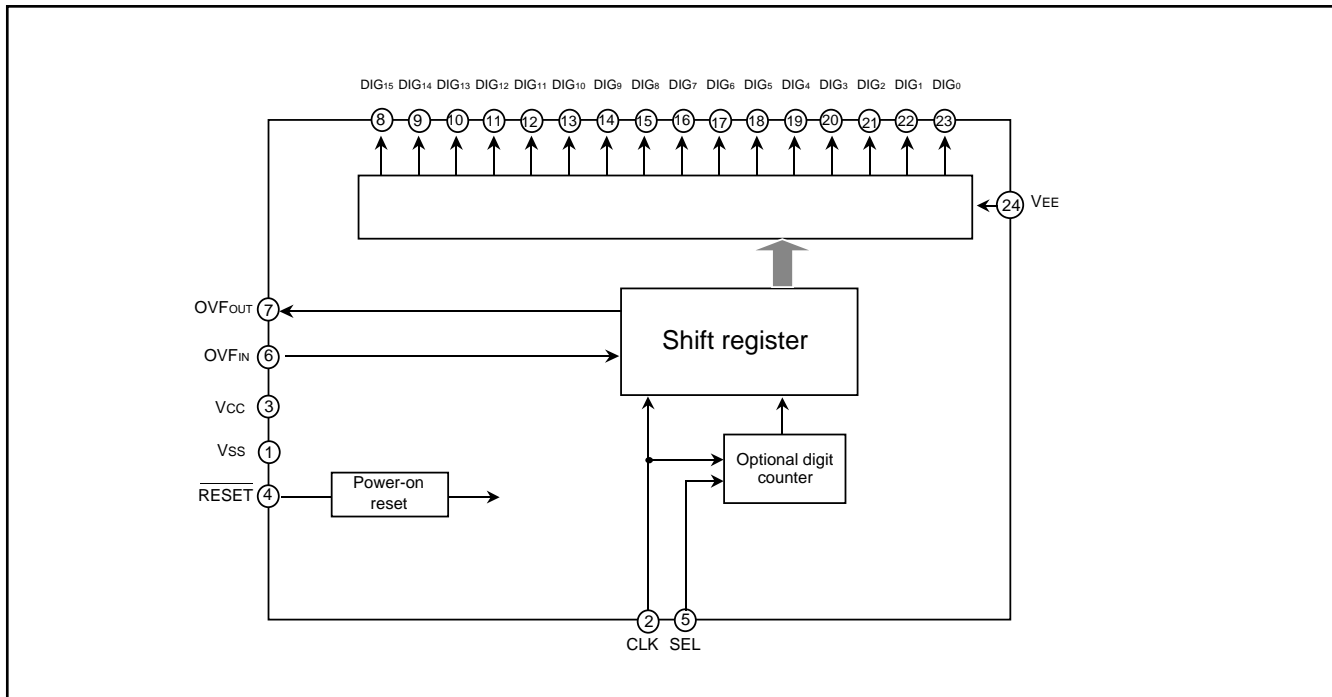 DIG15 DIG14 DIG13 DIG12 DIG11 DIG10 DIG9 DIG8 DIG7 DIG6 DIG5 DIG4 DIG3 DIG2 DIG1 DIG0
8 9 10 11 12 13 14 15 16 17 18 19 20 21 22 23
24 VEE
OVFOUT 7
Shift register
OVFIN 6
VCC 3
VSS 1
Optional digit
counter
RESET 4
Power-on
reset
2 5
CLK SEL